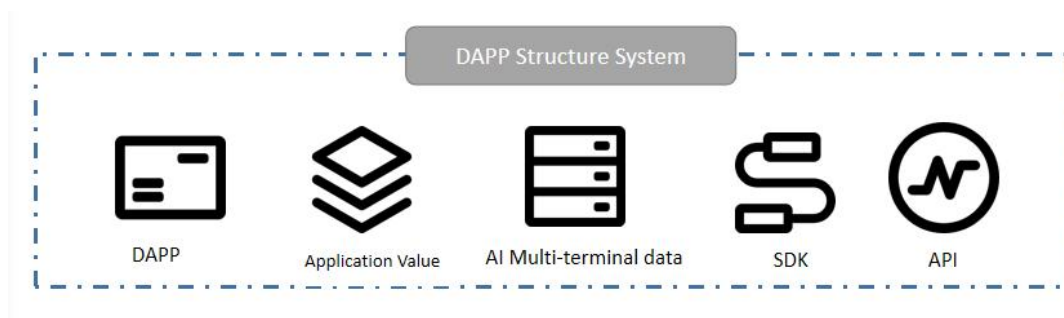 DAPP Structure System
DAPP
Application Value
AI Multi-terminal data
SDK
API